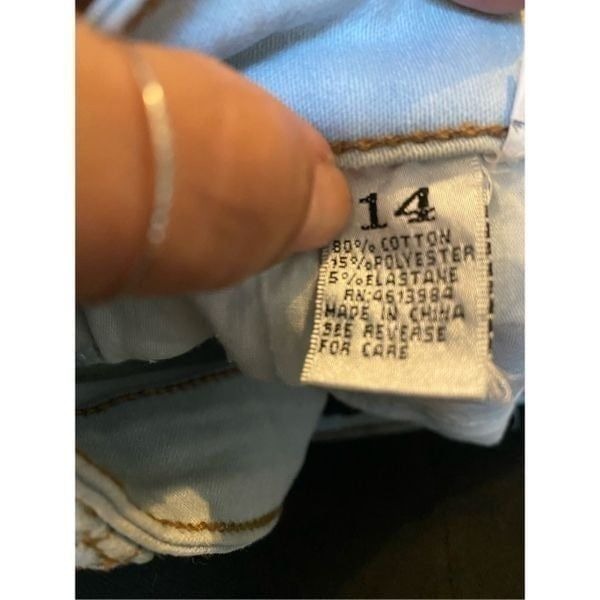 14
80% COTTON
15% POLYESTER
5% ELASTANE
RN:4613984
MADE IN CHINA
SEE REVERSE
FOR CARE